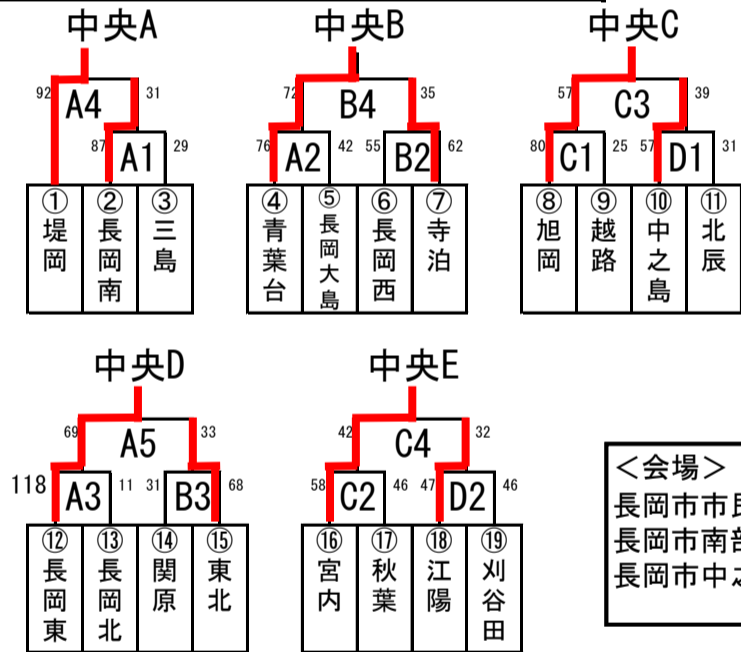 中央A
92 A4 31
87 A1 29
①堤岡
②長岡南
③三島
中央B
72 B4 35
76 A2 42 55 B2 62
④青葉台
⑤長岡大島
⑥長岡西
⑦寺泊
中央C
57 C3 39
80 C1 25 57 D1 31
⑧旭岡
⑨越路
⑩中之島
⑪北辰
中央D
69 A5 33
118 A3 11 31 B3 68
⑫長岡東
⑬長岡北
⑭関原
⑮東北
中央E
42 C4 32
58 C2 46 47 D2 46
⑯宮内
⑰秋葉
⑱江陽
⑲刈谷田
＜会場＞
長岡市市民
長岡市南部
長岡市中之